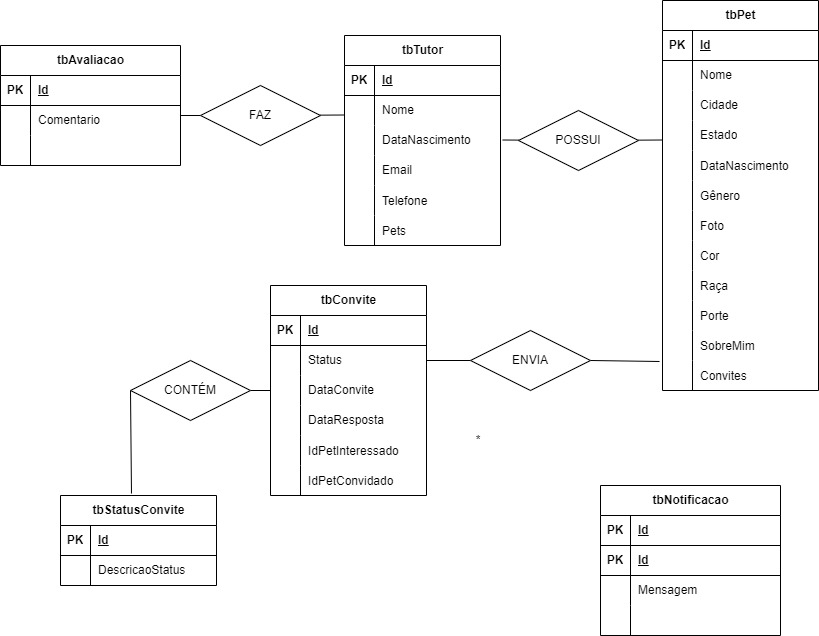 tbAvaliacao
PK Id
Comentario
FAZ
tbTutor
PK Id
Nome
DataNascimento
Email
Telefone
Pets
POSSUI
tbPet
PK Id
Nome
Cidade
Estado
DataNascimento
Gênero
Foto
Cor
Raça
Porte
SobreMim
Convites
tbConvite
PK Id
Status
DataConvite
DataResposta
IdPetInteressado
IdPetConvidado
ENVIA
CONTÉM
*
tbStatusConvite
PK Id
DescricaoStatus
tbNotificacao
PK Id
PK Id
Mensagem